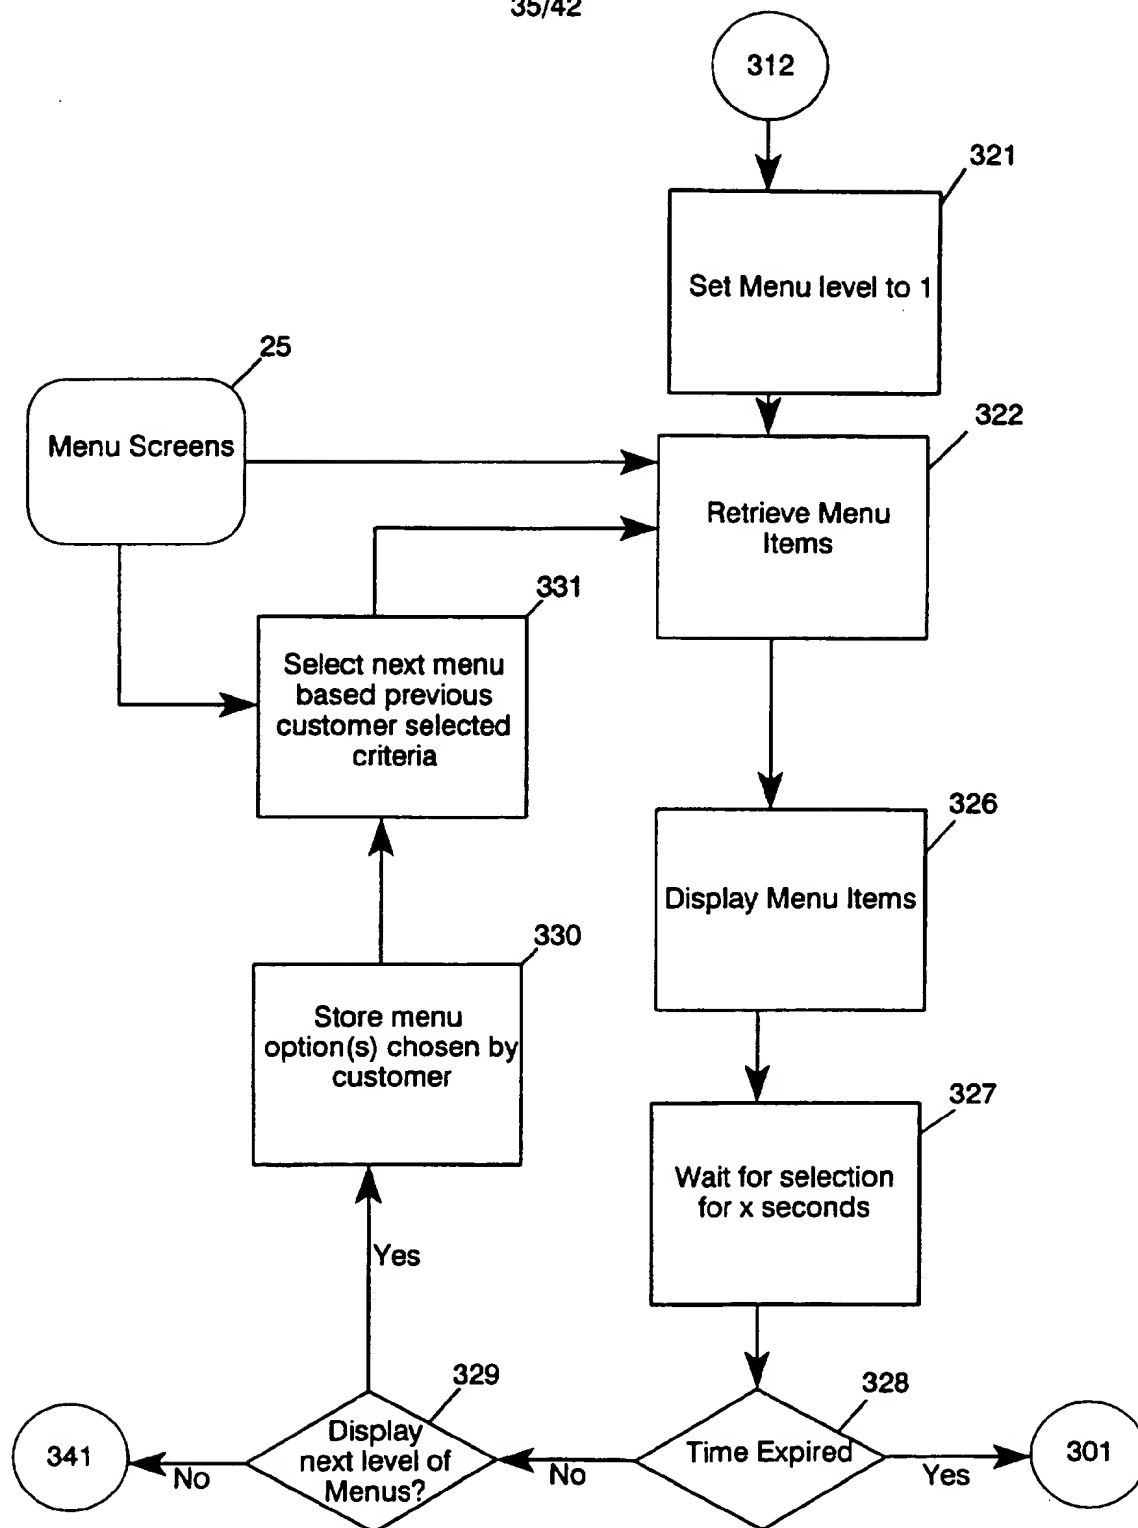 35/42
312
321
Set Menu level to 1
25
Menu Screens
322
Retrieve Menu
Items
331
Select next menu
based previous
customer selected
criteria
326
Display Menu Items
330
Store menu
option(s) chosen by
customer
327
Wait for selection
for x seconds
Yes
329
328
341
No
Display
next level of
Menus?
No
Time Expired
Yes
301